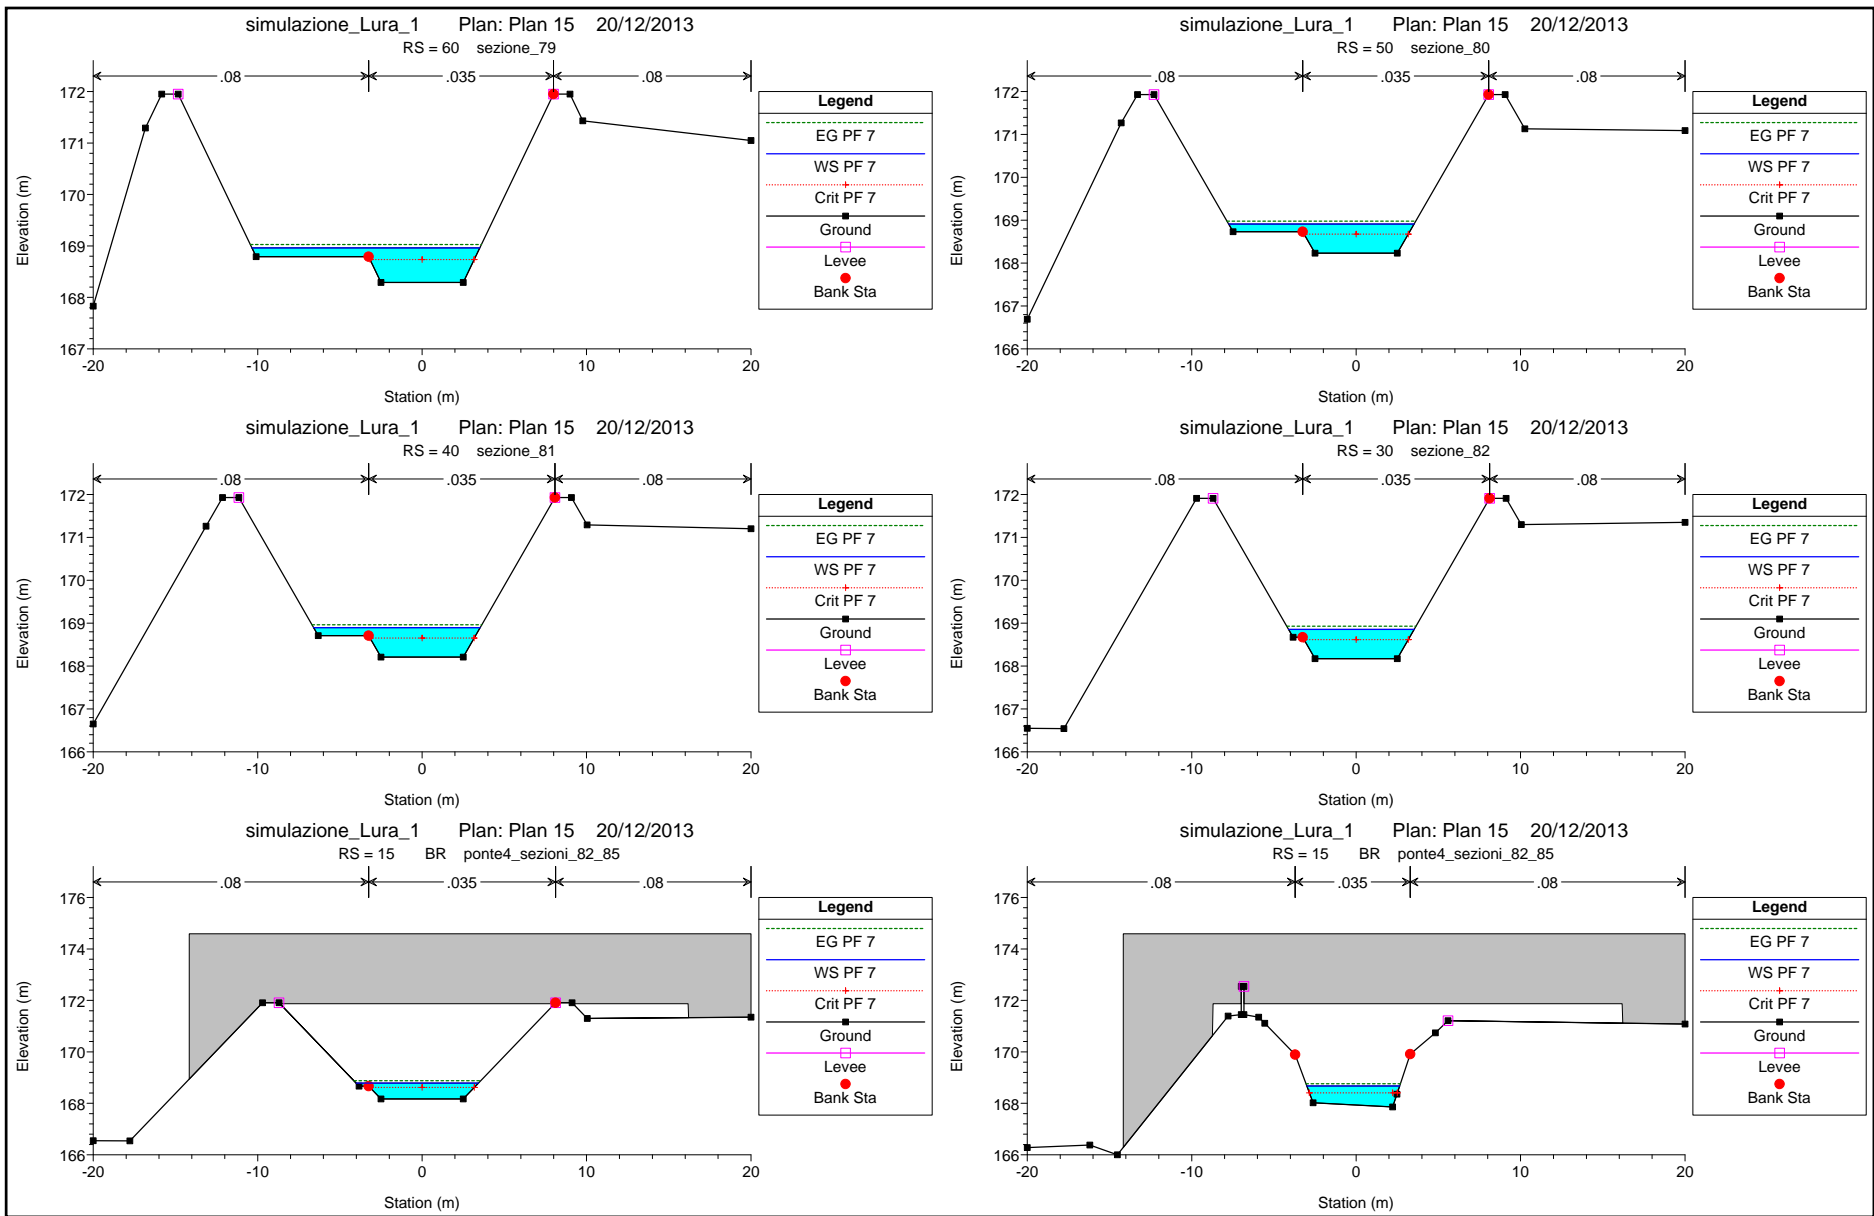 simulazione_Lura_1 Plan: Plan 15 20/12/2013
RS = 60 sezione_79
.08 .035 .08
172
171
170
169
168
167
-20 -10 0 10 20
Station (m)
Elevation (m)
Legend
EG PF 7
WS PF 7
Crit PF 7
Ground
Levee
Bank Sta
simulazione_Lura_1 Plan: Plan 15 20/12/2013
RS = 50 sezione_80
.08 .035 .08
172
171
170
169
168
167
166
-20 -10 0 10 20
Station (m)
Elevation (m)
Legend
EG PF 7
WS PF 7
Crit PF 7
Ground
Levee
Bank Sta
simulazione_Lura_1 Plan: Plan 15 20/12/2013
RS = 40 sezione_81
.08 .035 .08
172
171
170
169
168
167
166
-20 -10 0 10 20
Station (m)
Elevation (m)
Legend
EG PF 7
WS PF 7
Crit PF 7
Ground
Levee
Bank Sta
simulazione_Lura_1 Plan: Plan 15 20/12/2013
RS = 30 sezione_82
.08 .035 .08
172
171
170
169
168
167
166
-20 -10 0 10 20
Station (m)
Elevation (m)
Legend
EG PF 7
WS PF 7
Crit PF 7
Ground
Levee
Bank Sta
simulazione_Lura_1 Plan: Plan 15 20/12/2013
RS = 15 BR ponte4_sezioni_82_85
.08 .035 .08
176
174
172
170
168
166
-20 -10 0 10 20
Station (m)
Elevation (m)
Legend
EG PF 7
WS PF 7
Crit PF 7
Ground
Levee
Bank Sta
simulazione_Lura_1 Plan: Plan 15 20/12/2013
RS = 15 BR ponte4_sezioni_82_85
.08 .035 .08
176
174
172
170
168
166
-20 -10 0 10 20
Station (m)
Elevation (m)
Legend
EG PF 7
WS PF 7
Crit PF 7
Ground
Levee
Bank Sta